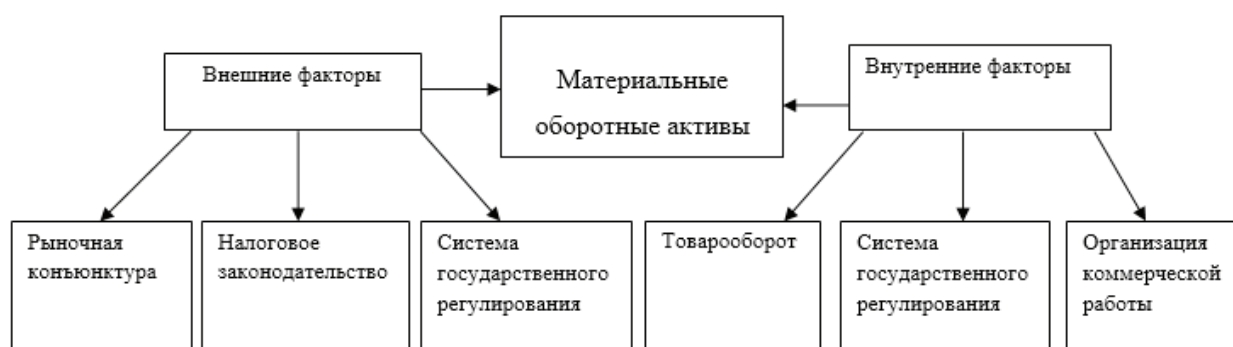 Внешние факторы
Материальные
оборотные активы
Внутренние факторы
Рыночная
конъюнктура
Налоговое
законодательство
Система
государственного
регулирования
Товарооборот
Система
государственного
регулирования
Организация
коммерческой
работы